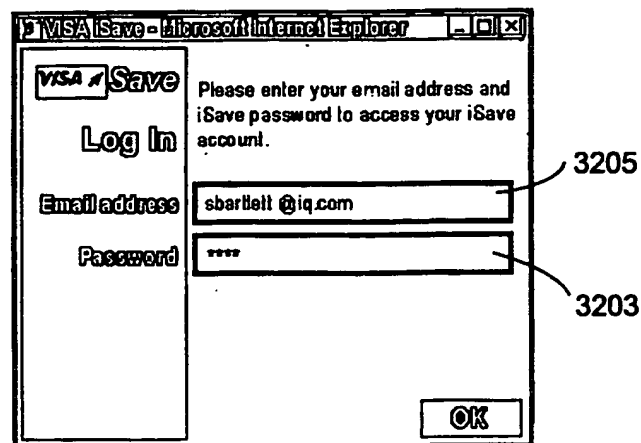 VISA iSave - Microsoft Internet Explorer
VISA iSave
Please enter your email address and
iSave password to access your iSave
account.
Log In
3205
Email address
sbartlett @iq.com
Password
****
3203
OK